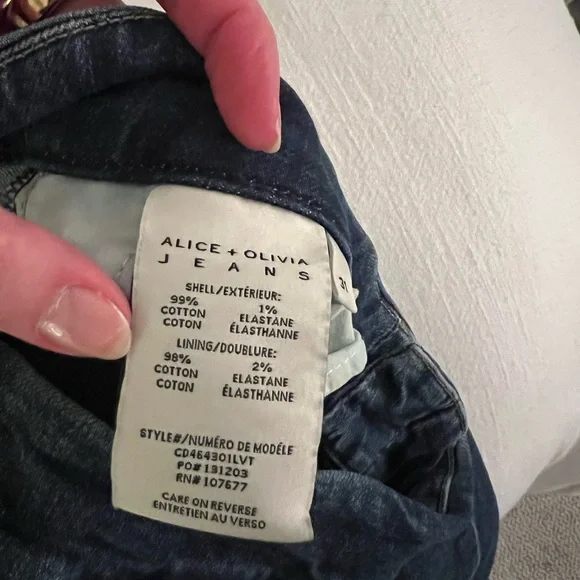 ALICE + OLIVIA
JEANS
SHELL/EXTÉRIEUR:
99% 1%
COTTON ELASTANE
COTON ÉLASTHANNE
LINING/DOUBLURE:
98% 2%
COTTON ELASTANE
COTON ÉLASTHANNE
STYLE#/NUMÉRO DE MODÉLE
CD464301LVT
PO# 131203
RN# 107677
CARE ON REVERSE
ENTRETIEN AU VERSO
31